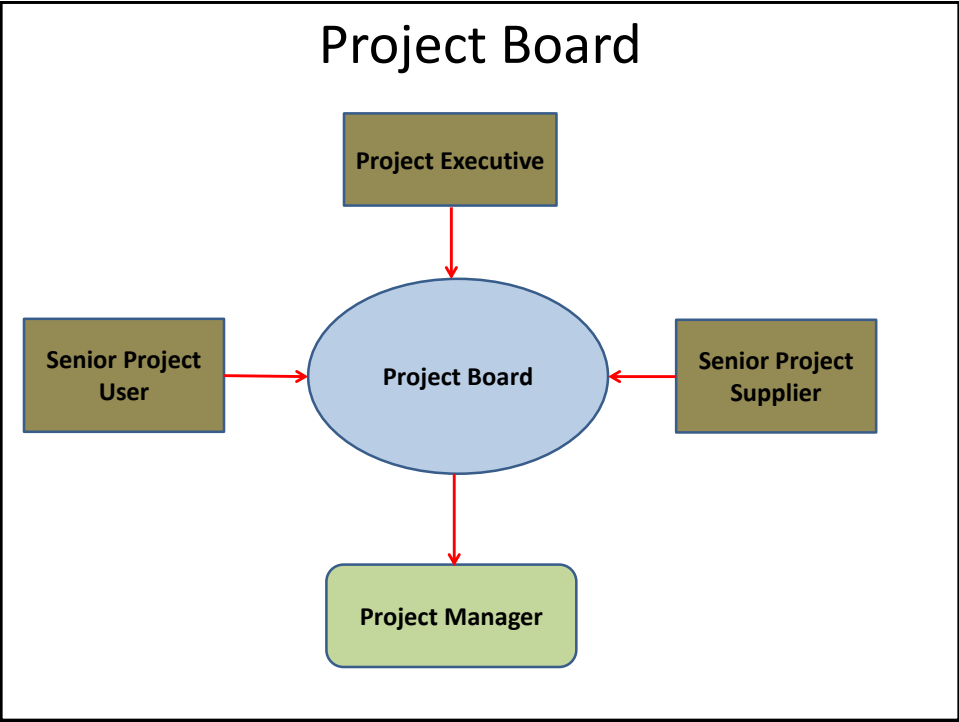 Project Board
Project Executive
Senior Project
User
Project Board
Senior Project
Supplier
Project Manager